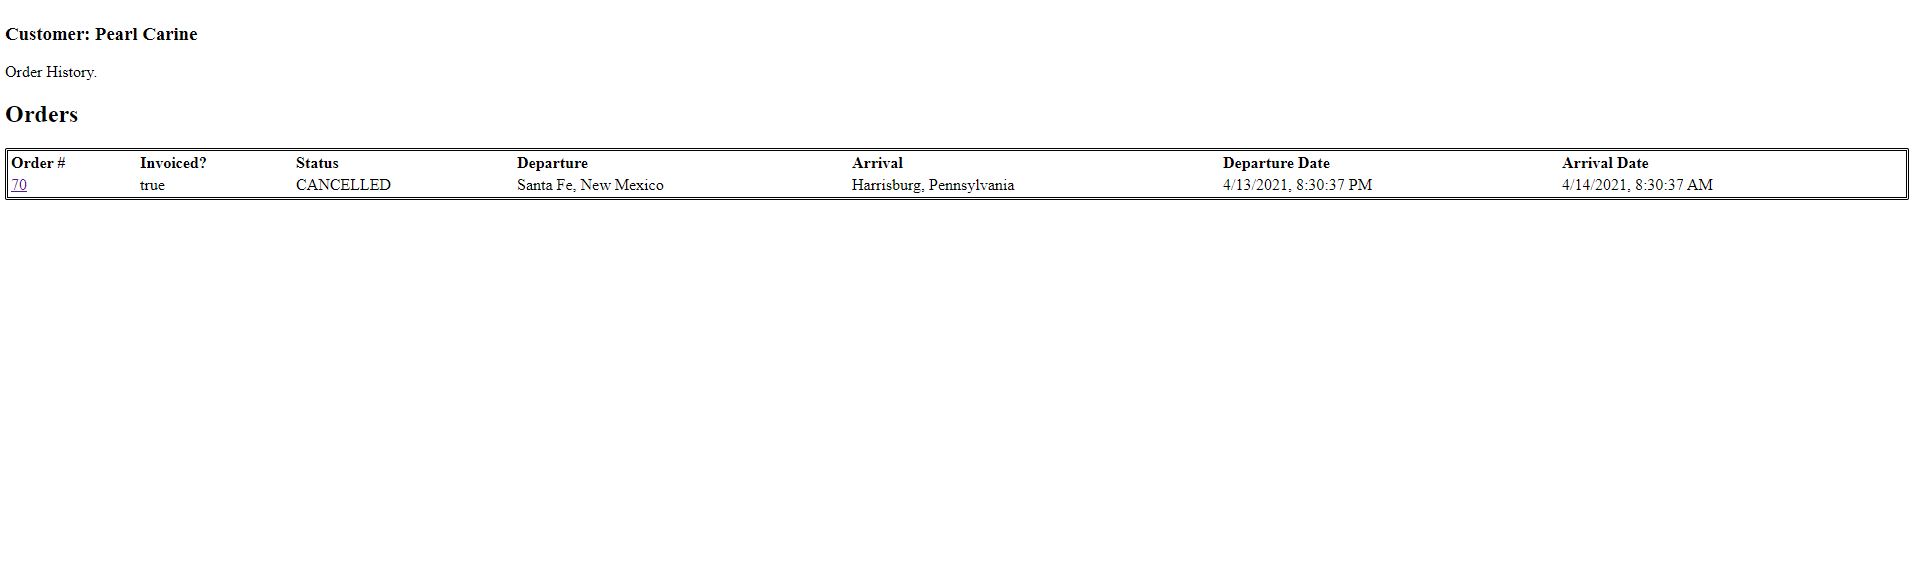 Customer: Pearl Carine
Order History.
Orders
Order # Invoiced? Status Departure Arrival Departure Date Arrival Date
70 true CANCELLED Santa Fe, New Mexico Harrisburg, Pennsylvania 4/13/2021, 8:30:37 PM 4/14/2021, 8:30:37 AM